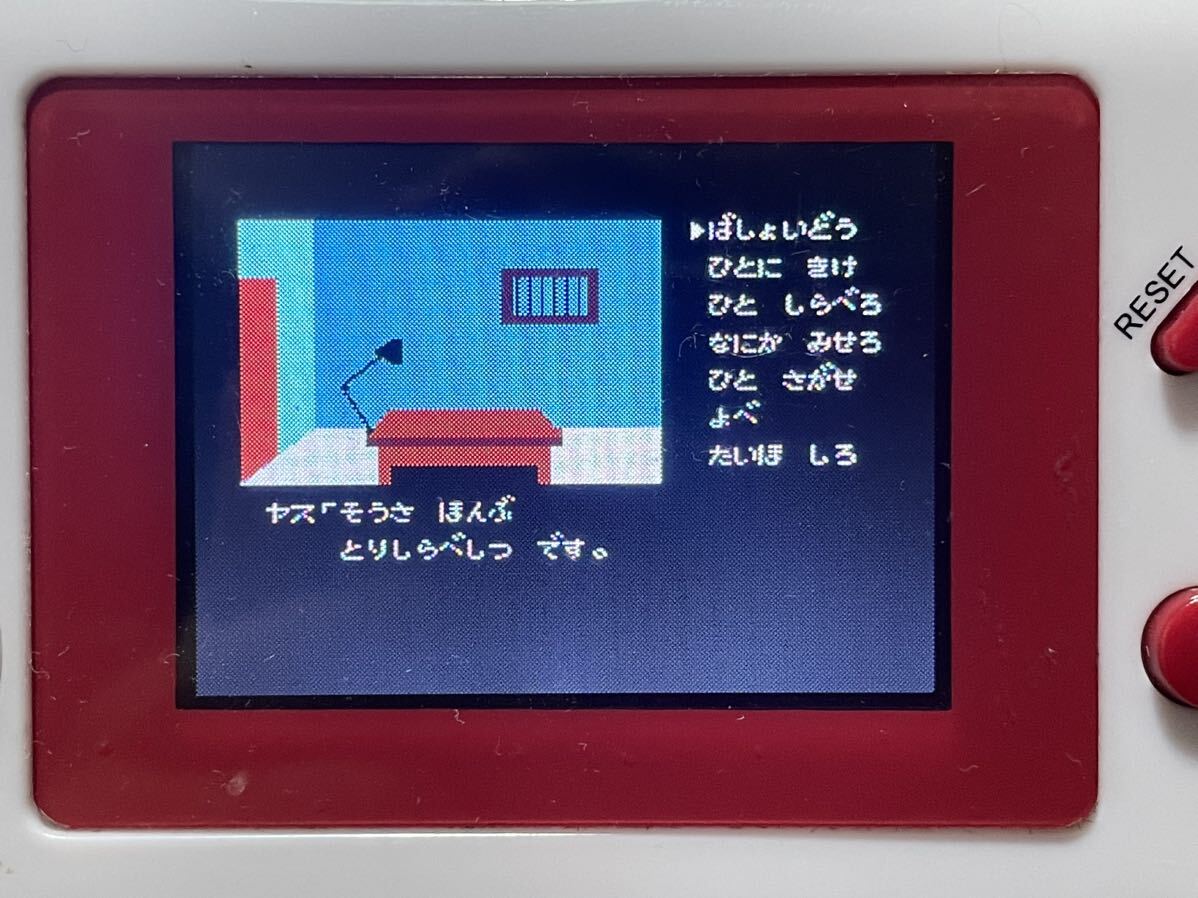 ▶ばしょいどう
ひとに きけ
ひと しらべろ
なにか みせろ
ひと さがせ
よべ
たいほ しろ
ヤス「そうさ ほんぶ
とりしらべしつ です。
RESET